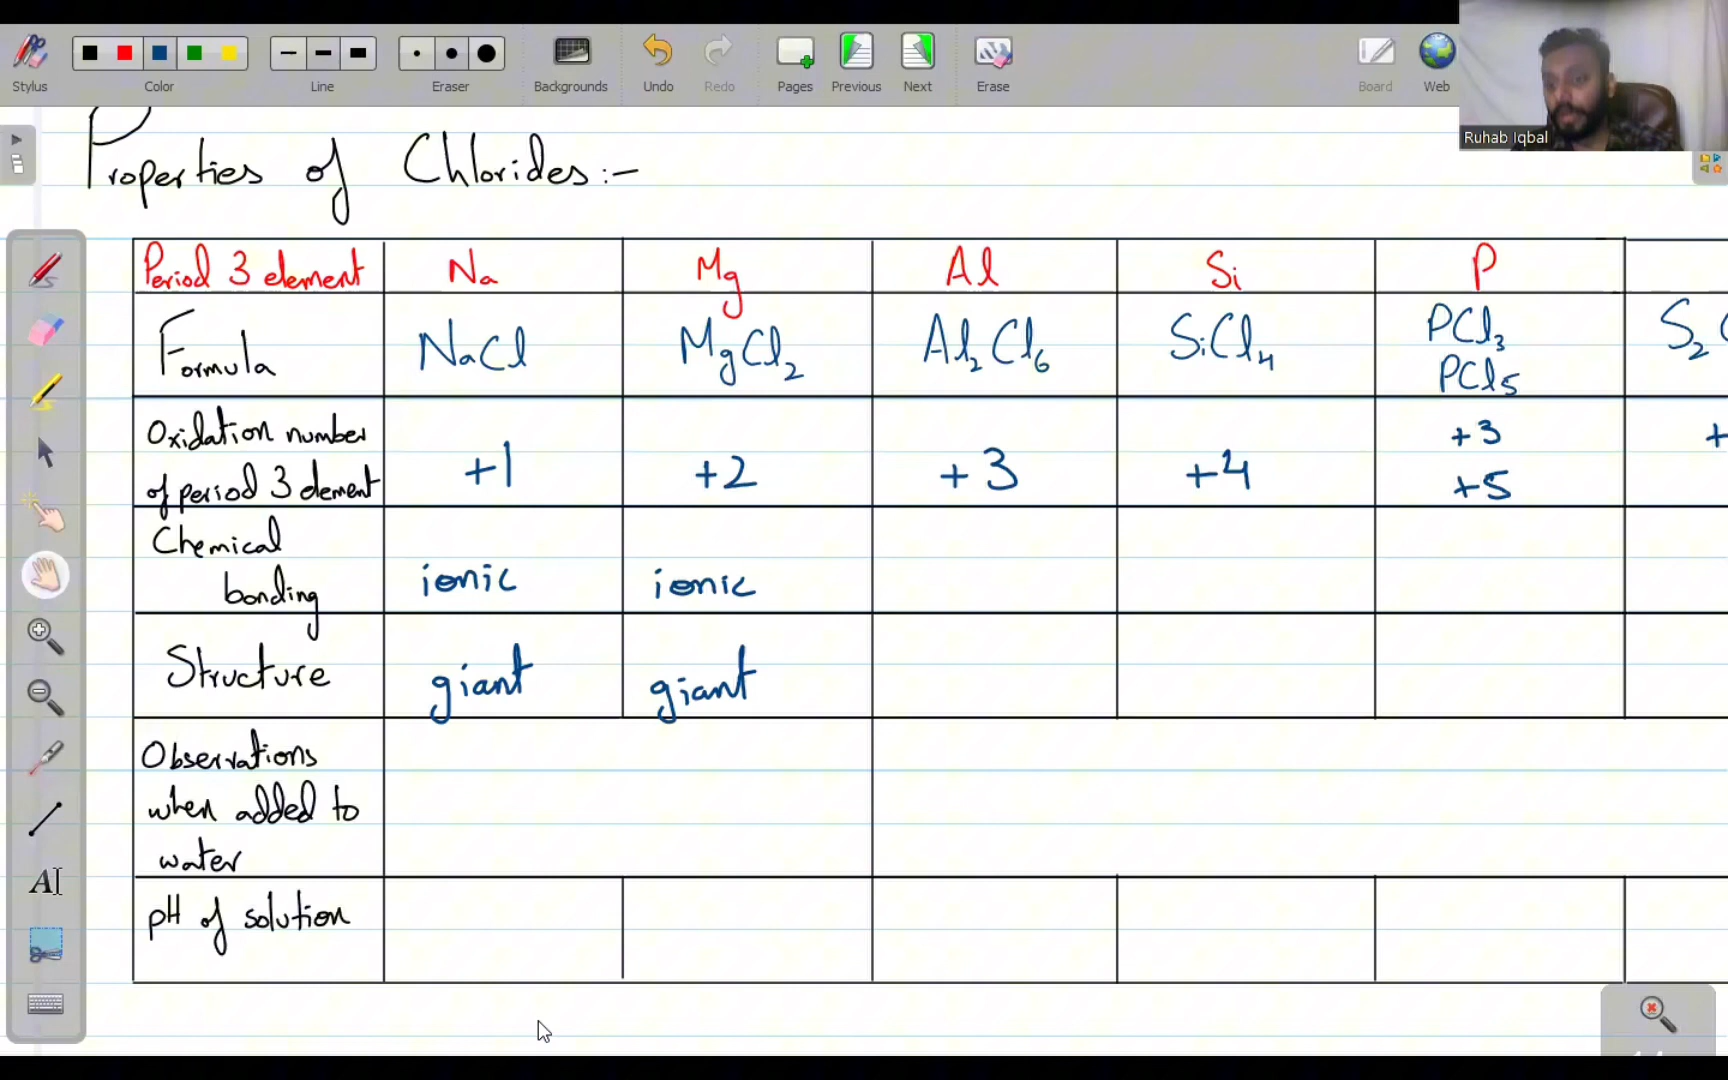 Stylus
Color
Line
Eraser
Backgrounds
Undo
Redo
Pages
Previous
Next
Erase
Board
Web
Ruhab Iqbal
Properties of Chlorides:-
Period 3 element Na Mg Al Si P
Formula NaCl MgCl2 Al2Cl6 SiCl4 PCl3
PCl5
S2
Oxidation number
of period 3 element
+1 +2 +3 +4 +3
+5
+
Chemical
bonding
ionic ionic
Structure giant giant
Observations
when added to
water
pH of solution